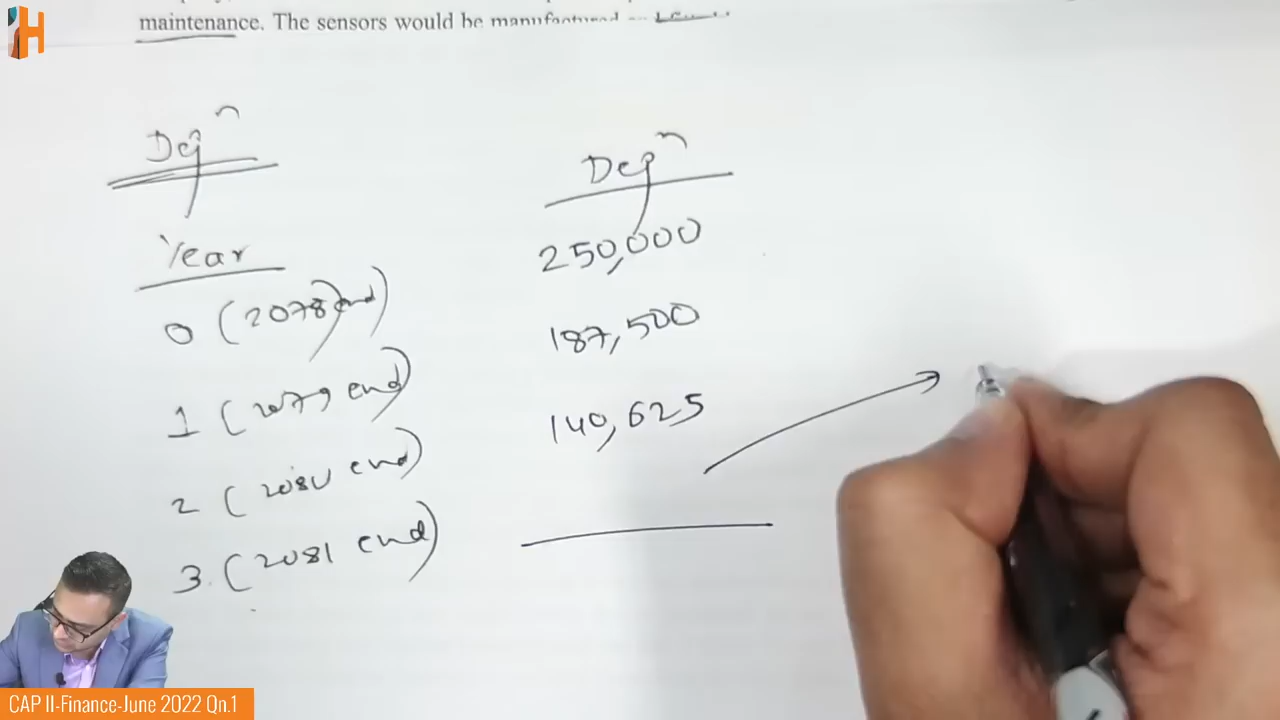 H
maintenance. The sensors would be manufactured
Depⁿ
Depⁿ
Year
250,000
0 (2078 end)
187,500
1 (2079 end)
140,625
2 (2080 end)
3. (2081 end)
CAP II-Finance-June 2022 Qn.1